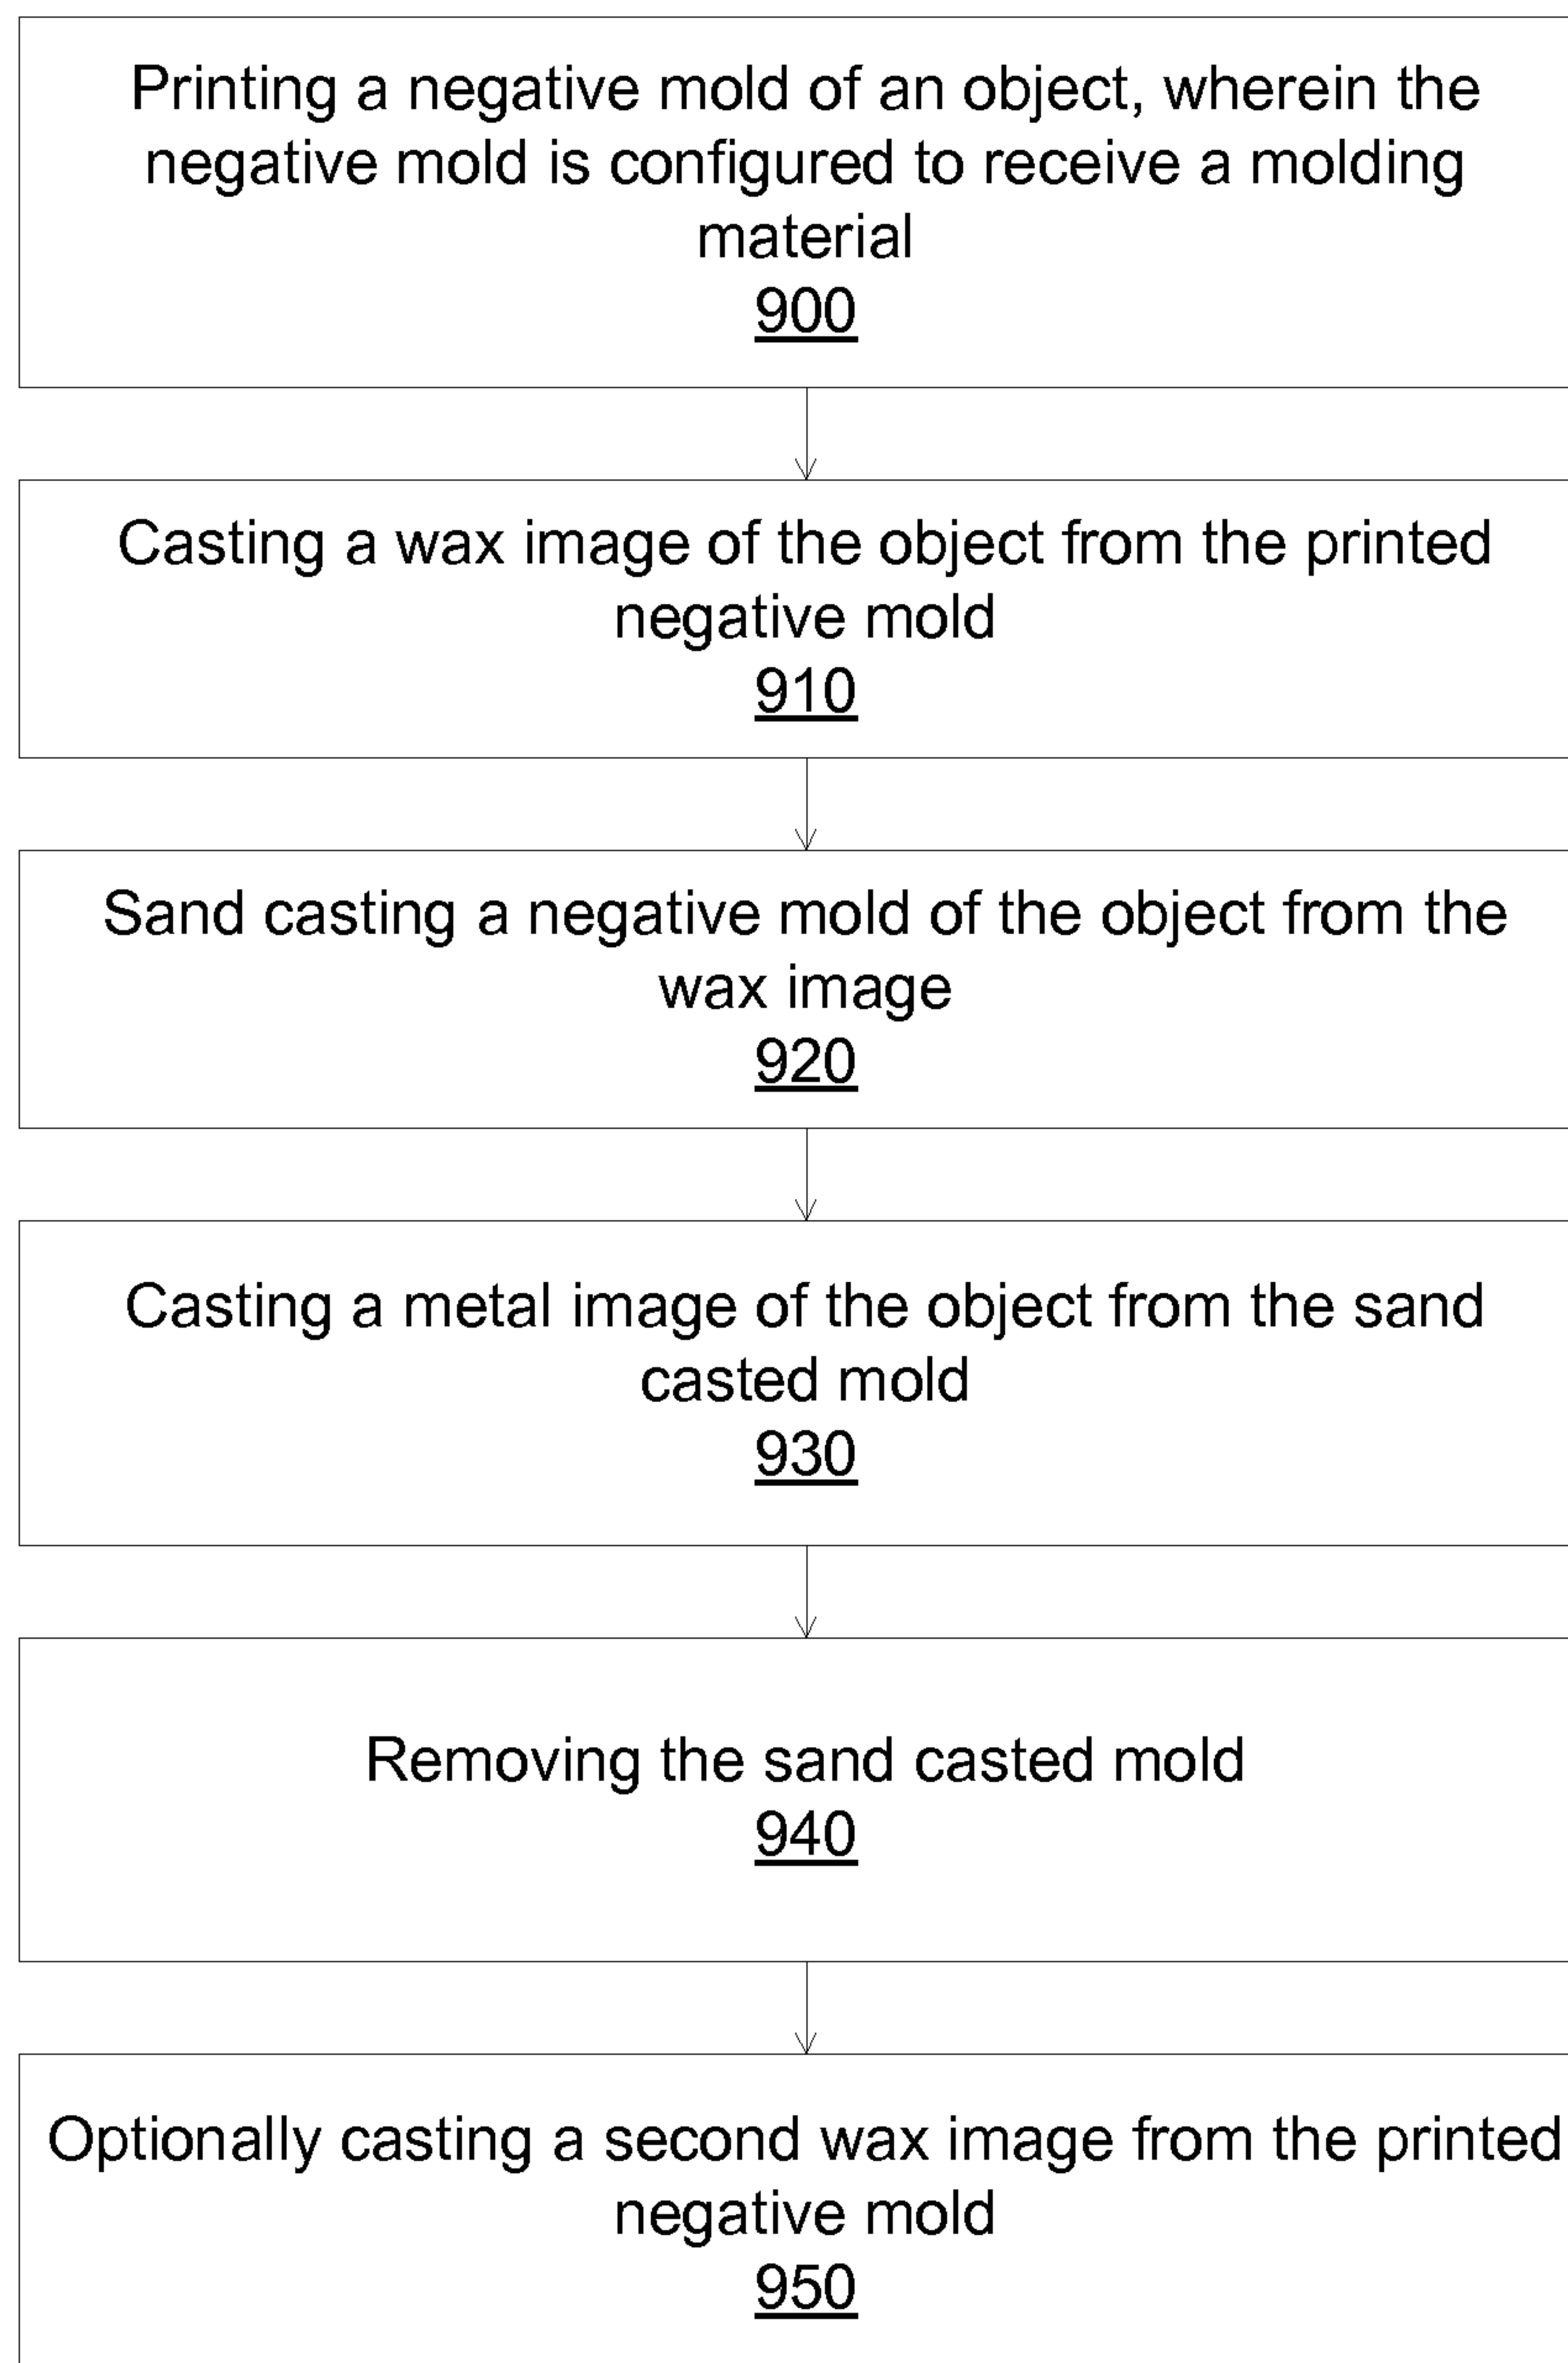 Printing a negative mold of an object, wherein the
negative mold is configured to receive a molding
material
900
Casting a wax image of the object from the printed
negative mold
910
Sand casting a negative mold of the object from the
wax image
920
Casting a metal image of the object from the sand
casted mold
930
Removing the sand casted mold
940
Optionally casting a second wax image from the printed
negative mold
950